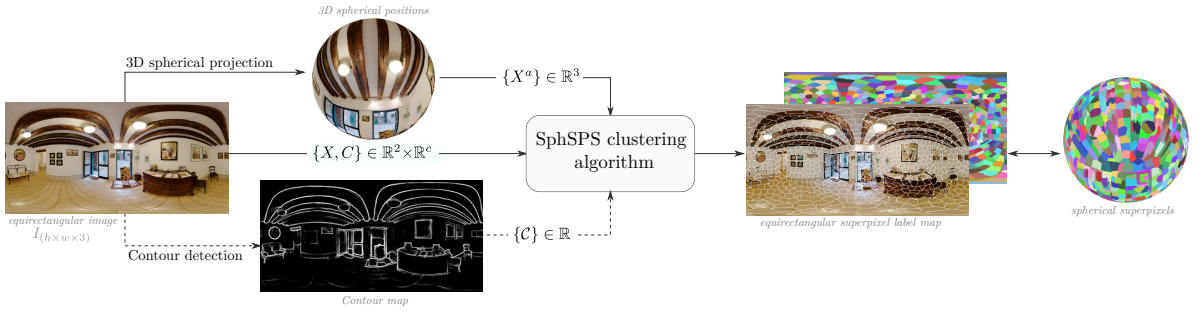 3D spherical positions
3D spherical projection
{X^a} ∈ ℝ^3
{X, C} ∈ ℝ^2×ℝ^c
SphSPS clustering
algorithm
equirectangular image
I_(h×w×3)
Contour detection
{𝒞} ∈ ℝ
Contour map
equirectangular superpixel label map
spherical superpixels